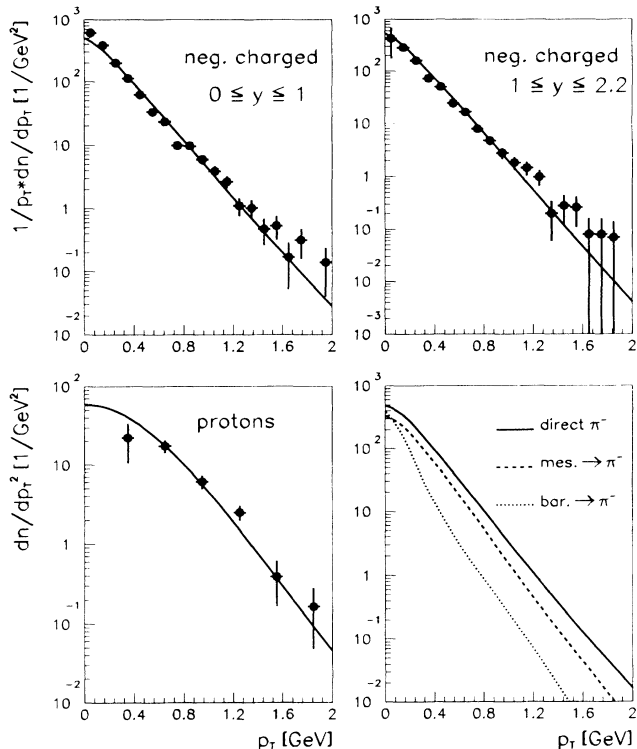 1/p_T*dn/dp_T [1/GeV²]
10³
10²
10
1
10⁻¹
10⁻²
neg. charged
0 ≦ y ≦ 1
0 0.4 0.8 1.2 1.6 2
10³
10²
10
1
10⁻¹
10⁻²
10⁻³
neg. charged
1 ≦ y ≦ 2.2
0 0.4 0.8 1.2 1.6 2
dn/dp_T² [1/GeV²]
10²
10
1
10⁻¹
10⁻²
protons
0 0.4 0.8 1.2 1.6 2
p_T [GeV]
10³
10²
10
1
10⁻¹
10⁻²
direct π⁻
mes. → π⁻
bar. → π⁻
0 0.4 0.8 1.2 1.6 2
p_T [GeV]